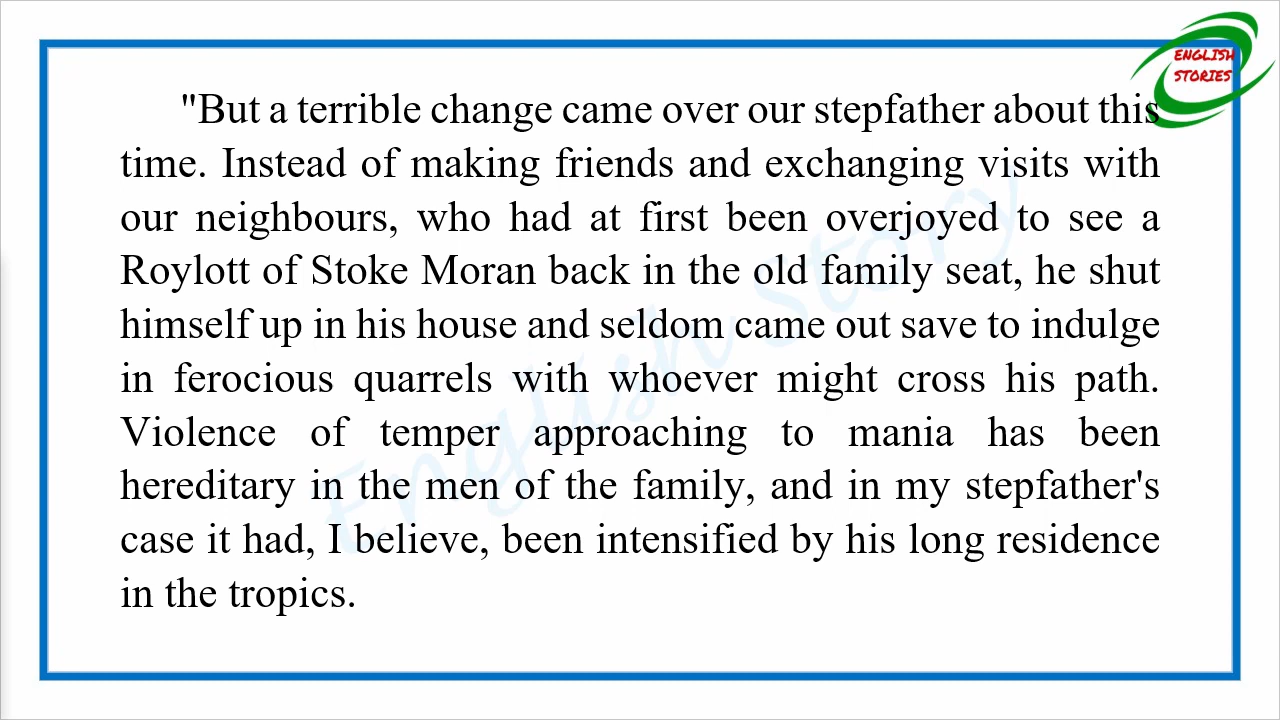 ENGLISH
STORIES
"But a terrible change came over our stepfather about this
time. Instead of making friends and exchanging visits with
our neighbours, who had at first been overjoyed to see a
Roylott of Stoke Moran back in the old family seat, he shut
himself up in his house and seldom came out save to indulge
in ferocious quarrels with whoever might cross his path.
Violence of temper approaching to mania has been
hereditary in the men of the family, and in my stepfather's
case it had, I believe, been intensified by his long residence
in the tropics.
English Story